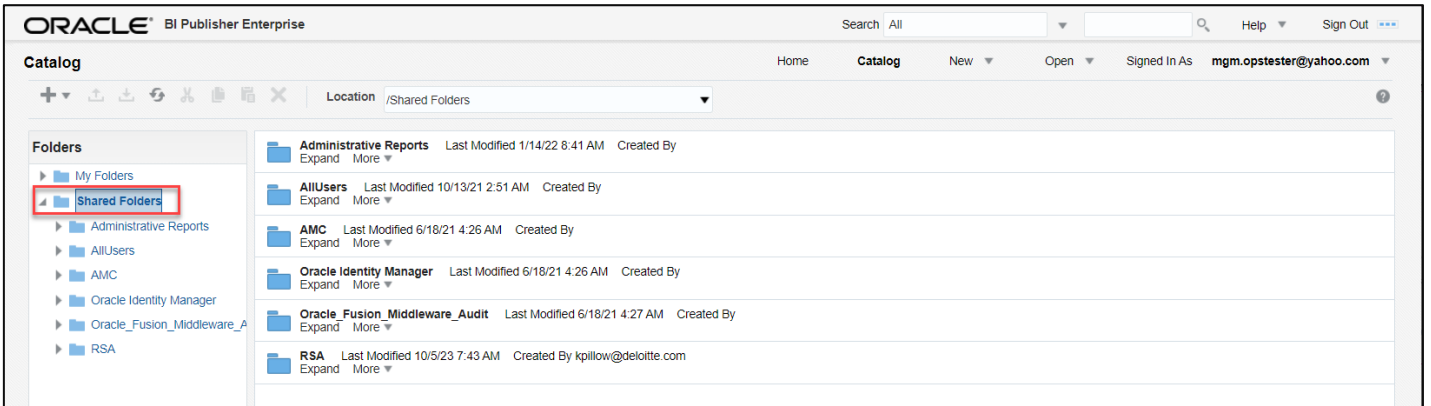 ORACLE BI Publisher Enterprise
Search All
Help
Sign Out
Catalog
Home
Catalog
New
Open
Signed In As mgm.opstester@yahoo.com
Location /Shared Folders
Folders
My Folders
Shared Folders
Administrative Reports
AllUsers
AMC
Oracle Identity Manager
Oracle_Fusion_Middleware_A
RSA
Administrative Reports Last Modified 1/14/22 8:41 AM Created By
Expand More
AllUsers Last Modified 10/13/21 2:51 AM Created By
Expand More
AMC Last Modified 6/18/21 4:26 AM Created By
Expand More
Oracle Identity Manager Last Modified 6/18/21 4:26 AM Created By
Expand More
Oracle_Fusion_Middleware_Audit Last Modified 6/18/21 4:27 AM Created By
Expand More
RSA Last Modified 10/5/23 7:43 AM Created By kpillow@deloitte.com
Expand More